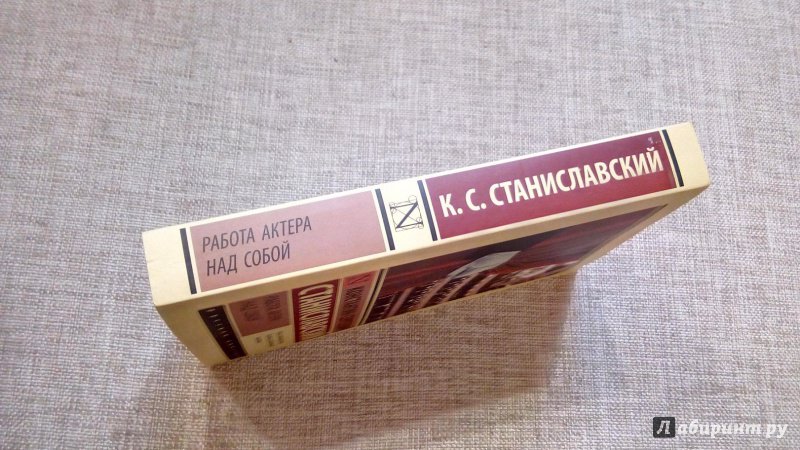 К. С. СТАНИСЛАВСКИЙ
РАБОТА АКТЕРА
НАД СОБОЙ
СТАНИСЛАВСКИЙ
Лабиринт.ру